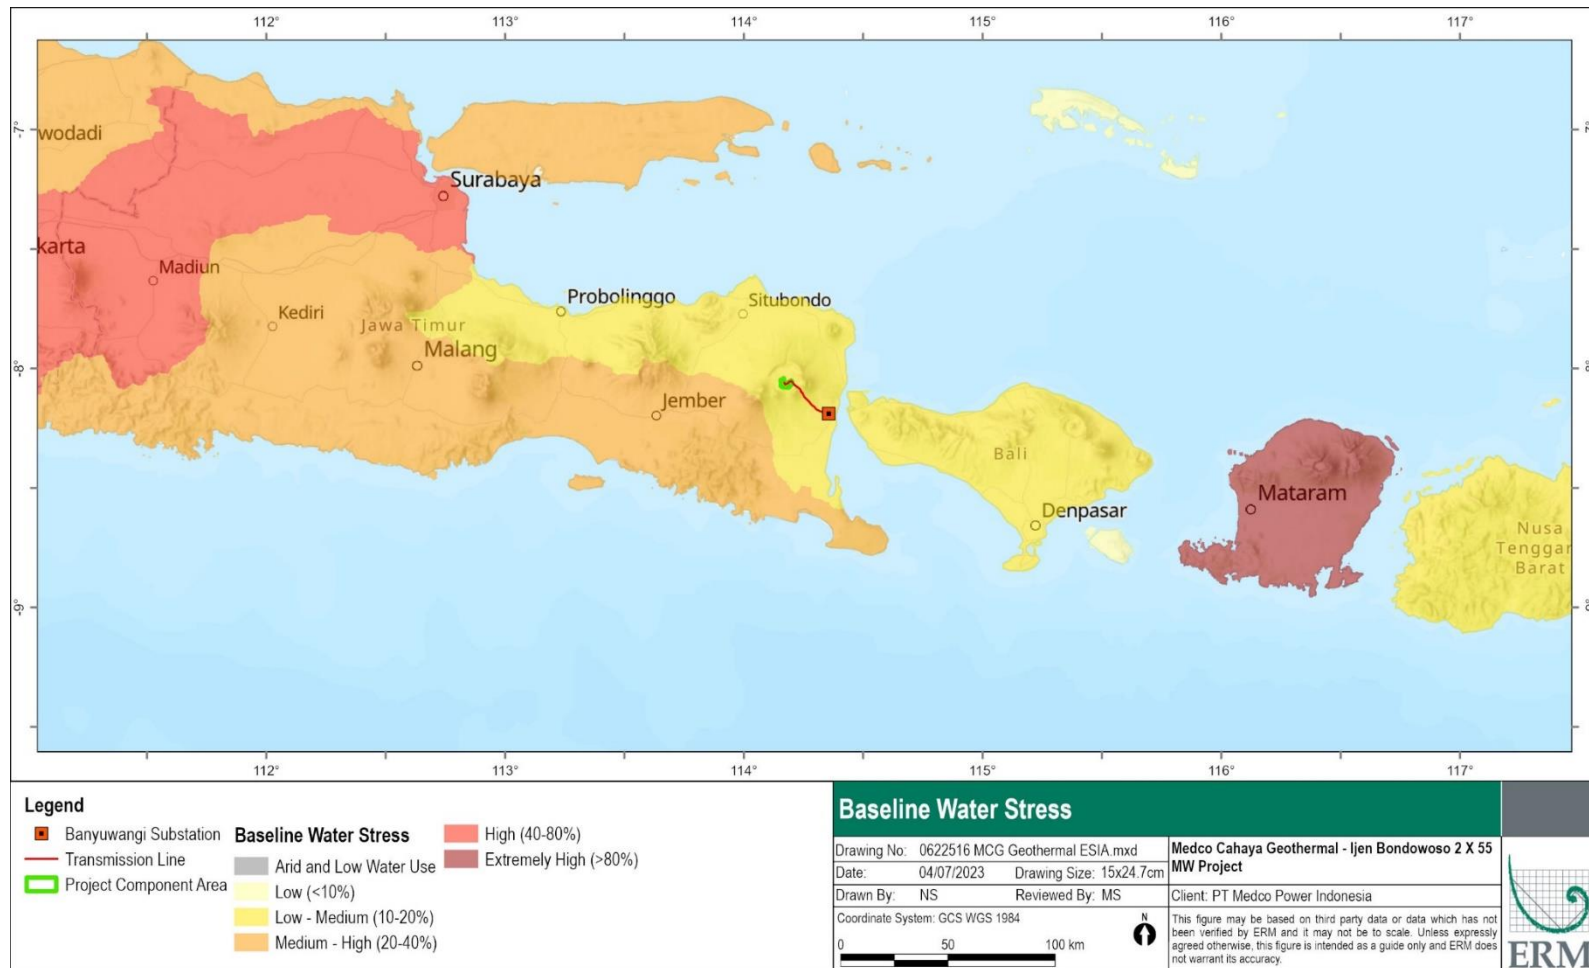 112°
113°
114°
115°
116°
117°
-7°
7°
wodadi
Surabaya
karta
Madiun
Probolinggo
Situbondo
Kediri
Jawa Timur
Malang
-8°
8°
Jember
Bali
Mataram
Denpasar
Nusa
Tenggar
Barat
-9°
9°
112°
113°
114°
115°
116°
117°
Legend
Banyuwangi Substation
Transmission Line
Project Component Area
Baseline Water Stress
Arid and Low Water Use
Low (<10%)
Low - Medium (10-20%)
Medium - High (20-40%)
High (40-80%)
Extremely High (>80%)
Baseline Water Stress
Drawing No: 0622516 MCG Geothermal ESIA.mxd
Date: 04/07/2023 Drawing Size: 15x24.7cm
Drawn By: NS Reviewed By: MS
Coordinate System: GCS WGS 1984
N
0 50 100 km
Medco Cahaya Geothermal - Ijen Bondowoso 2 X 55
MW Project
Client: PT Medco Power Indonesia
This figure may be based on third party data or data which has not
been verified by ERM and it may not be to scale. Unless expressly
agreed otherwise, this figure is intended as a guide only and ERM does
not warrant its accuracy.
ERM